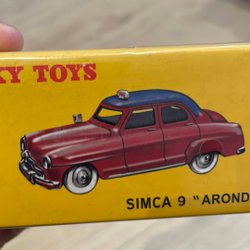 KY TOYS
SIMCA 9 "AROND